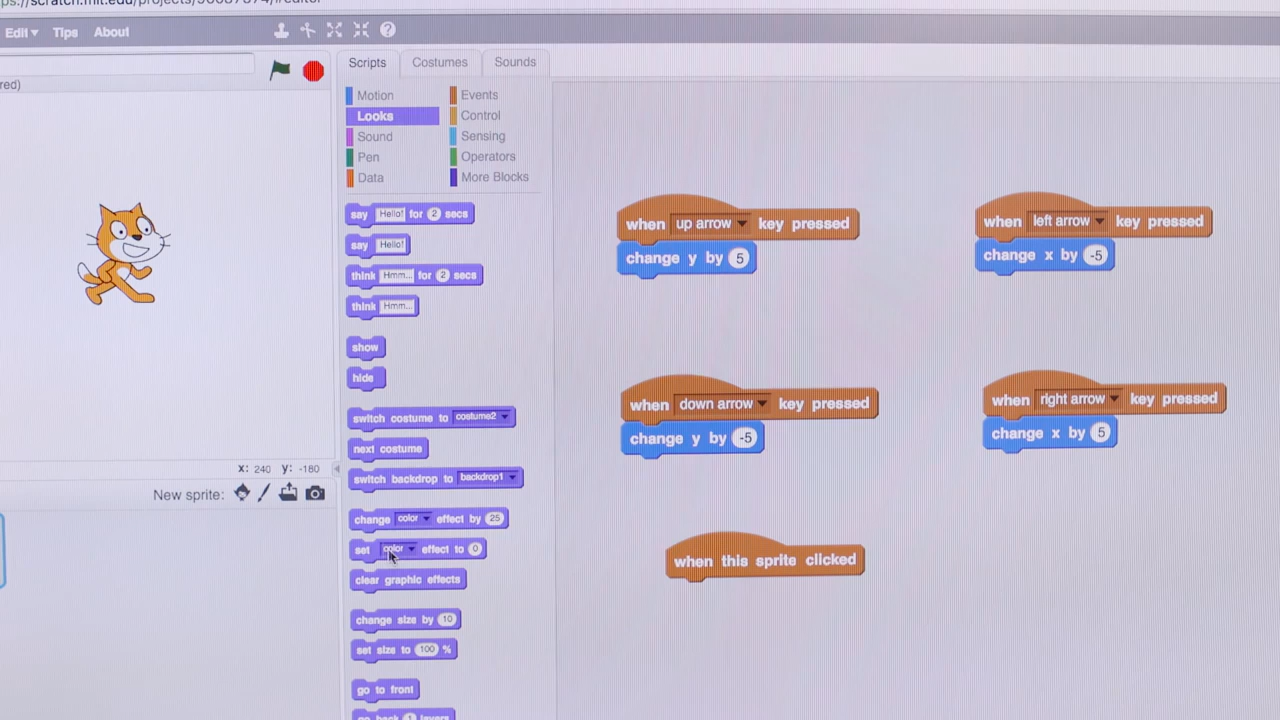 Edit Tips About
red)
Scripts Costumes Sounds
Motion Events
Looks Control
Sound Sensing
Pen Operators
Data More Blocks
say Hello! for 2 secs
say Hello!
think Hmm... for 2 secs
think Hmm...
show
hide
switch costume to costume2
next costume
switch backdrop to backdrop1
change color effect by 25
set color effect to 0
clear graphic effects
change size by 10
set size to 100 %
go to front
when up arrow key pressed
change y by 5
when left arrow key pressed
change x by -5
when down arrow key pressed
change y by -5
when right arrow key pressed
change x by 5
when this sprite clicked
x: 240 y: -180
New sprite: